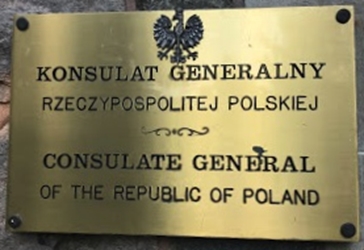 KONSULAT GENERALNY
RZECZYPOSPOLITEJ POLSKIEJ
CONSULATE GENERAL
OF THE REPUBLIC OF POLAND